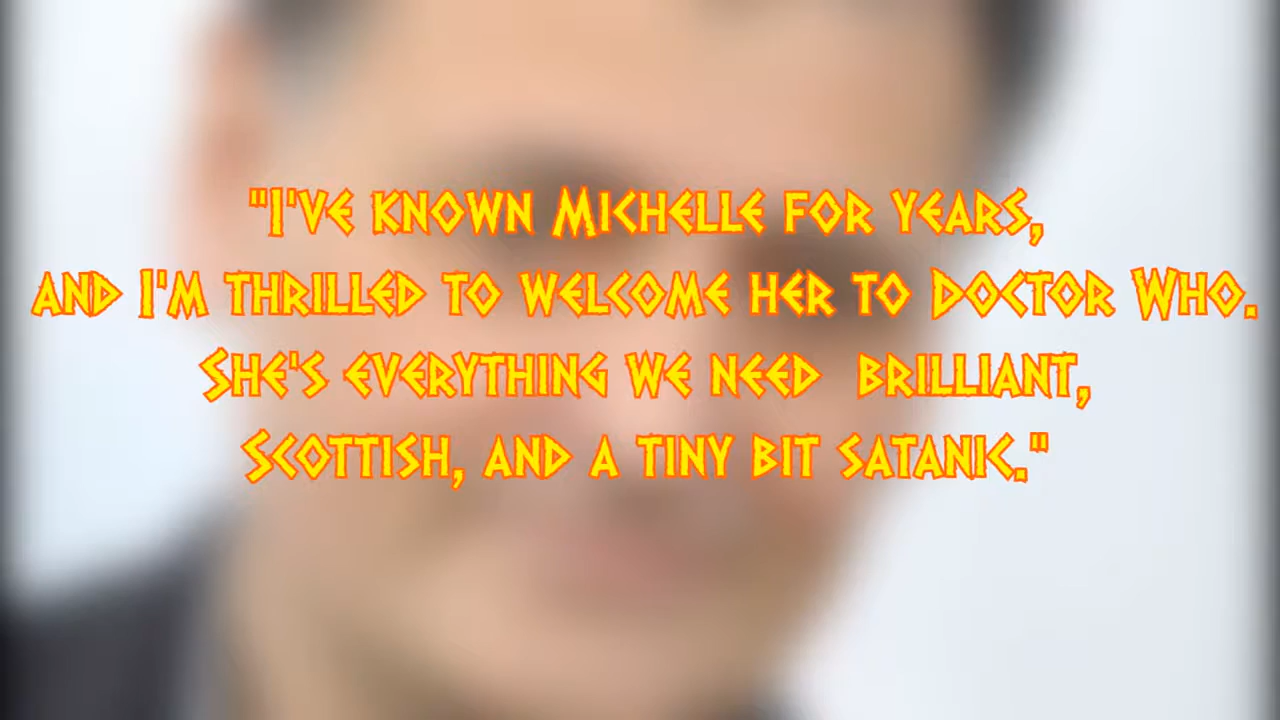 "I've known Michelle for years,
and I'm thrilled to welcome her to Doctor Who.
She's everything we need  brilliant,
Scottish, and a tiny bit satanic."